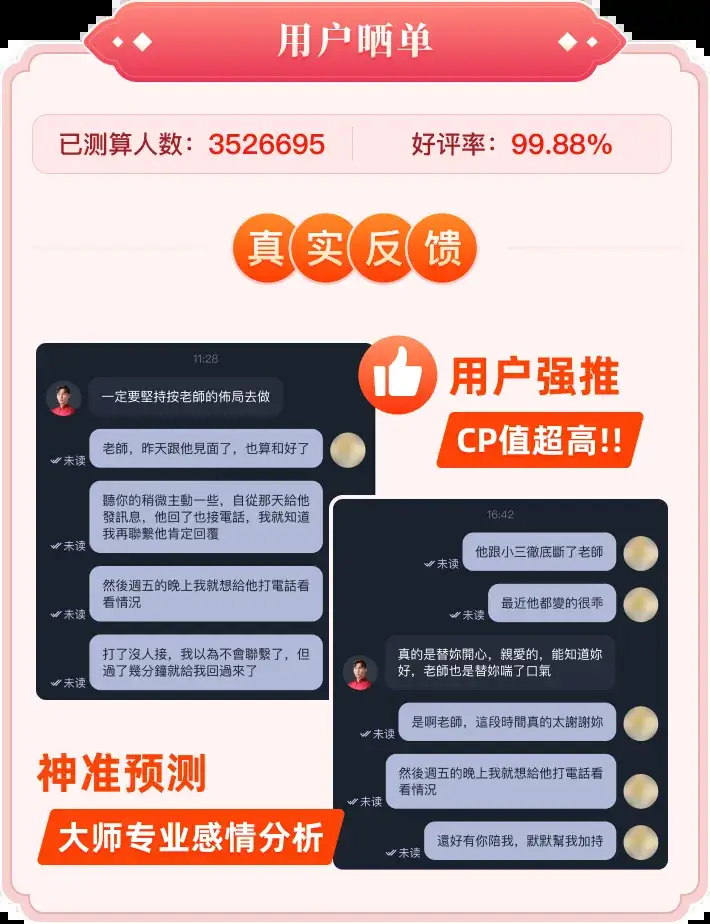 用户晒单
已测算人数：3526695
好评率：99.88%
真实反馈
11:28
一定要堅持按老師的佈局去做
老師，昨天跟他見面了，也算和好了
未读
聽你的稍微主動一些，自從那天給他
發訊息，他回了也接電話，我就知道
我再聯繫他肯定回覆
未读
然後週五的晚上我就想給他打電話看
看情況
未读
打了沒人接，我以為不會聯繫了，但
過了幾分鐘就給我回過來了
未读
用户强推
CP值超高!!
16:42
他跟小三徹底斷了老師
未读
最近他都變的很乖
未读
真的是替妳開心，親愛的，能知道妳
好，老師也是替妳喘了口氣
是啊老師，這段時間真的太謝謝妳
未读
然後週五的晚上我就想給他打電話看
看情況
未读
還好有你陪我，默默幫我加持
未读
神准预测
大师专业感情分析